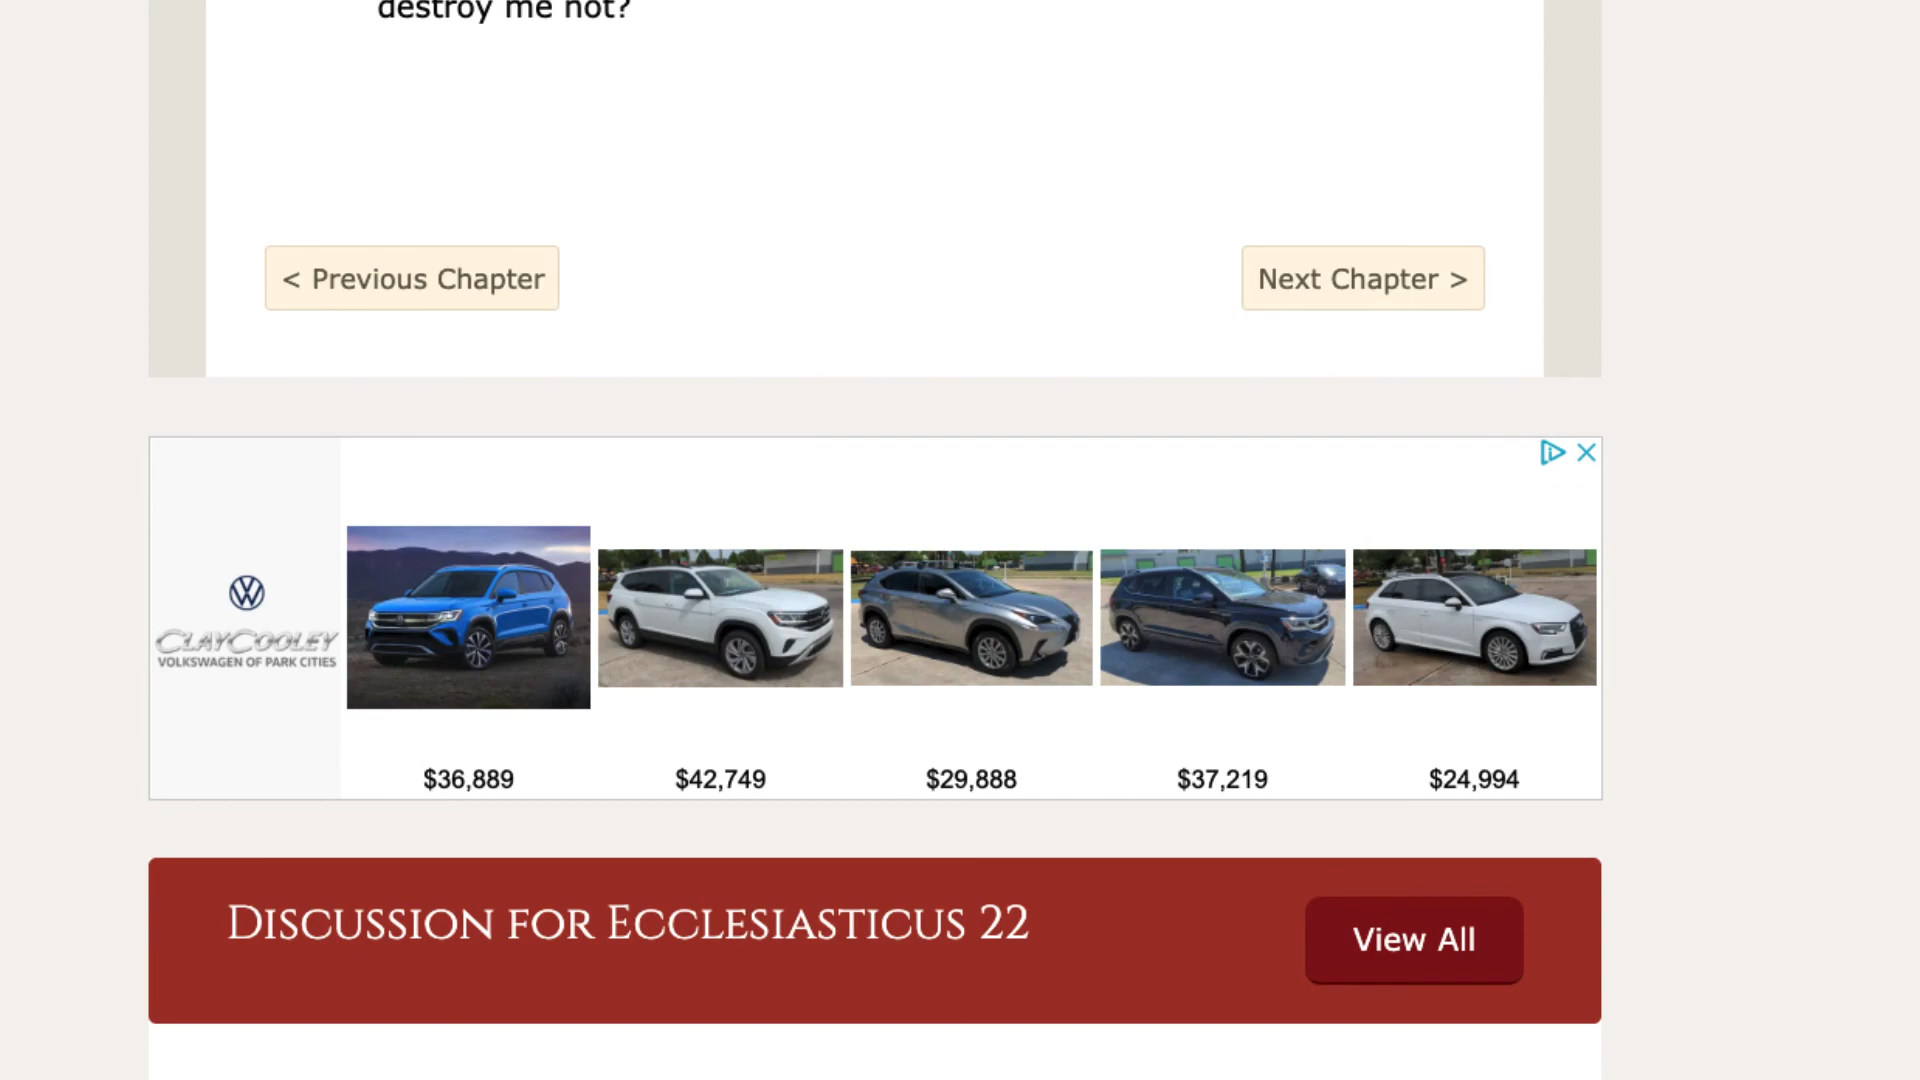 destroy me not?
< Previous Chapter
Next Chapter >
CLAYCOOLEY
VOLKSWAGEN OF PARK CITIES
$36,889
$42,749
$29,888
$37,219
$24,994
DISCUSSION FOR ECCLESIASTICUS 22
View All